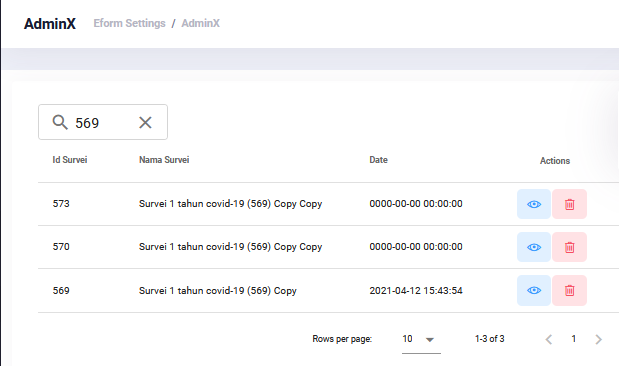 AdminX Eform Settings / AdminX
569
Id Survei Nama Survei Date Actions
573 Survei 1 tahun covid-19 (569) Copy Copy 0000-00-00 00:00:00
570 Survei 1 tahun covid-19 (569) Copy Copy 0000-00-00 00:00:00
569 Survei 1 tahun covid-19 (569) Copy 2021-04-12 15:43:54
Rows per page: 10 1-3 of 3 1